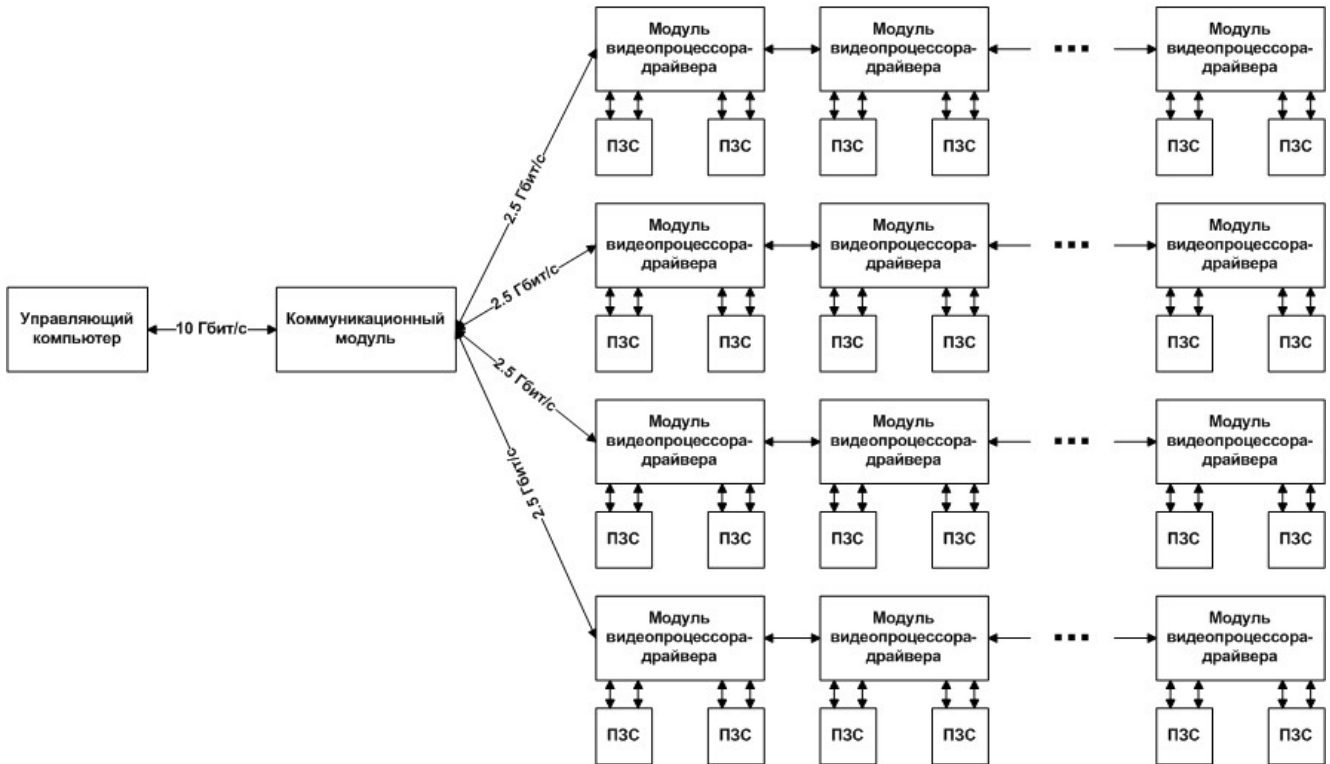 Модуль
видеопроцессора-
драйвера
Модуль
видеопроцессора-
драйвера
Модуль
видеопроцессора-
драйвера
ПЗС
ПЗС
ПЗС
ПЗС
ПЗС
ПЗС
2.5 Гбит/с
Модуль
видеопроцессора-
драйвера
Модуль
видеопроцессора-
драйвера
Модуль
видеопроцессора-
драйвера
ПЗС
ПЗС
ПЗС
ПЗС
ПЗС
ПЗС
2.5 Гбит/с
Управляющий
компьютер
10 Гбит/с
Коммуникационный
модуль
2.5 Гбит/с
Модуль
видеопроцессора-
драйвера
Модуль
видеопроцессора-
драйвера
Модуль
видеопроцессора-
драйвера
ПЗС
ПЗС
ПЗС
ПЗС
ПЗС
ПЗС
2.5 Гбит/с
Модуль
видеопроцессора-
драйвера
Модуль
видеопроцессора-
драйвера
Модуль
видеопроцессора-
драйвера
ПЗС
ПЗС
ПЗС
ПЗС
ПЗС
ПЗС